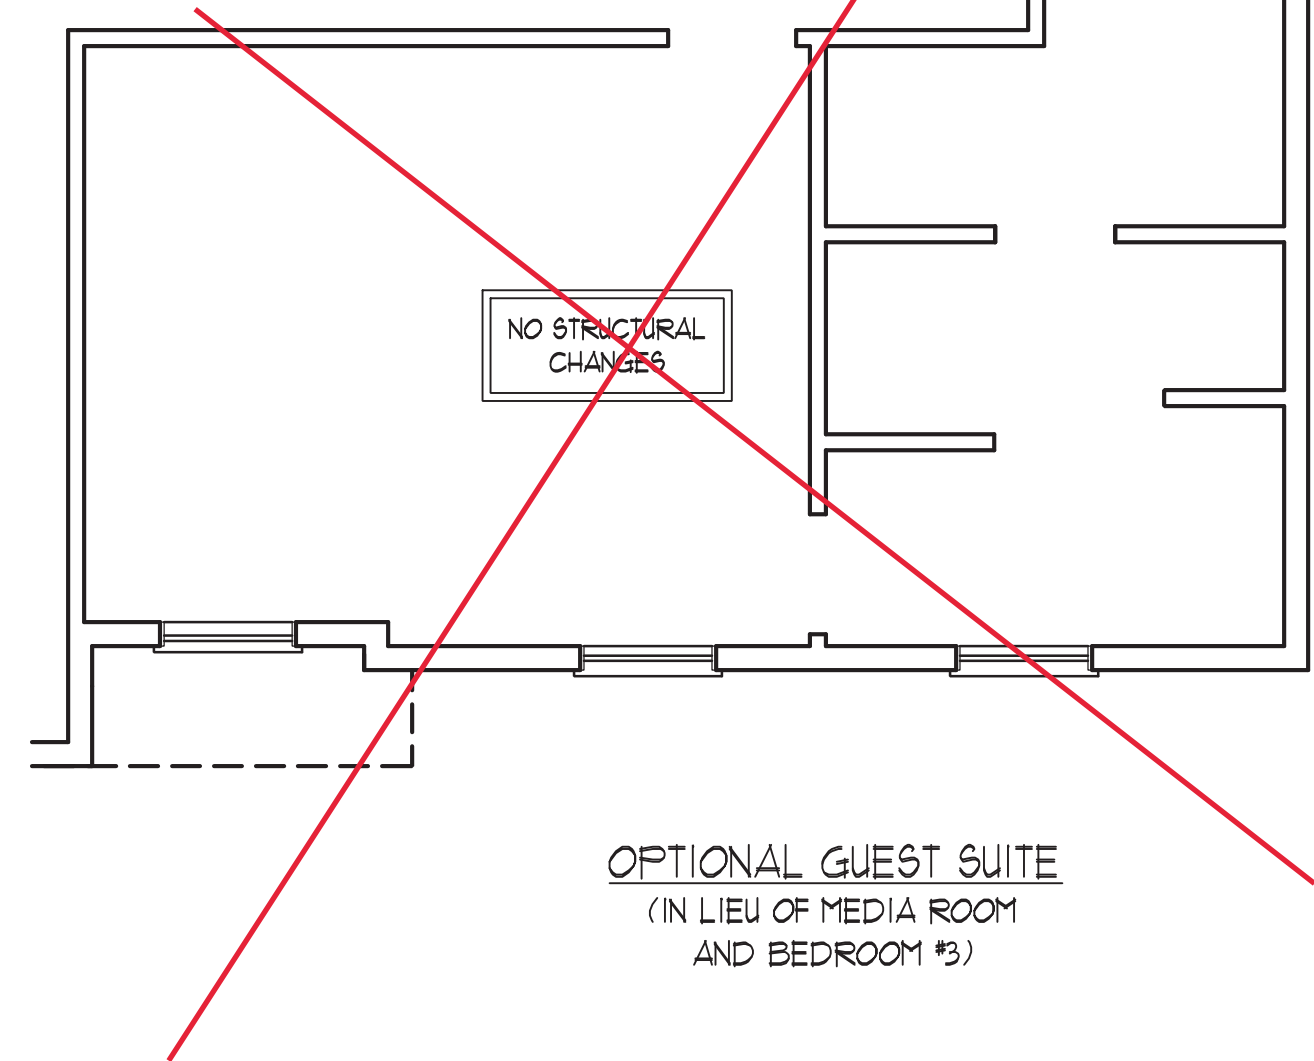 NO STRUCTURAL
CHANGES
OPTIONAL GUEST SUITE
(IN LIEU OF MEDIA ROOM
AND BEDROOM #3)